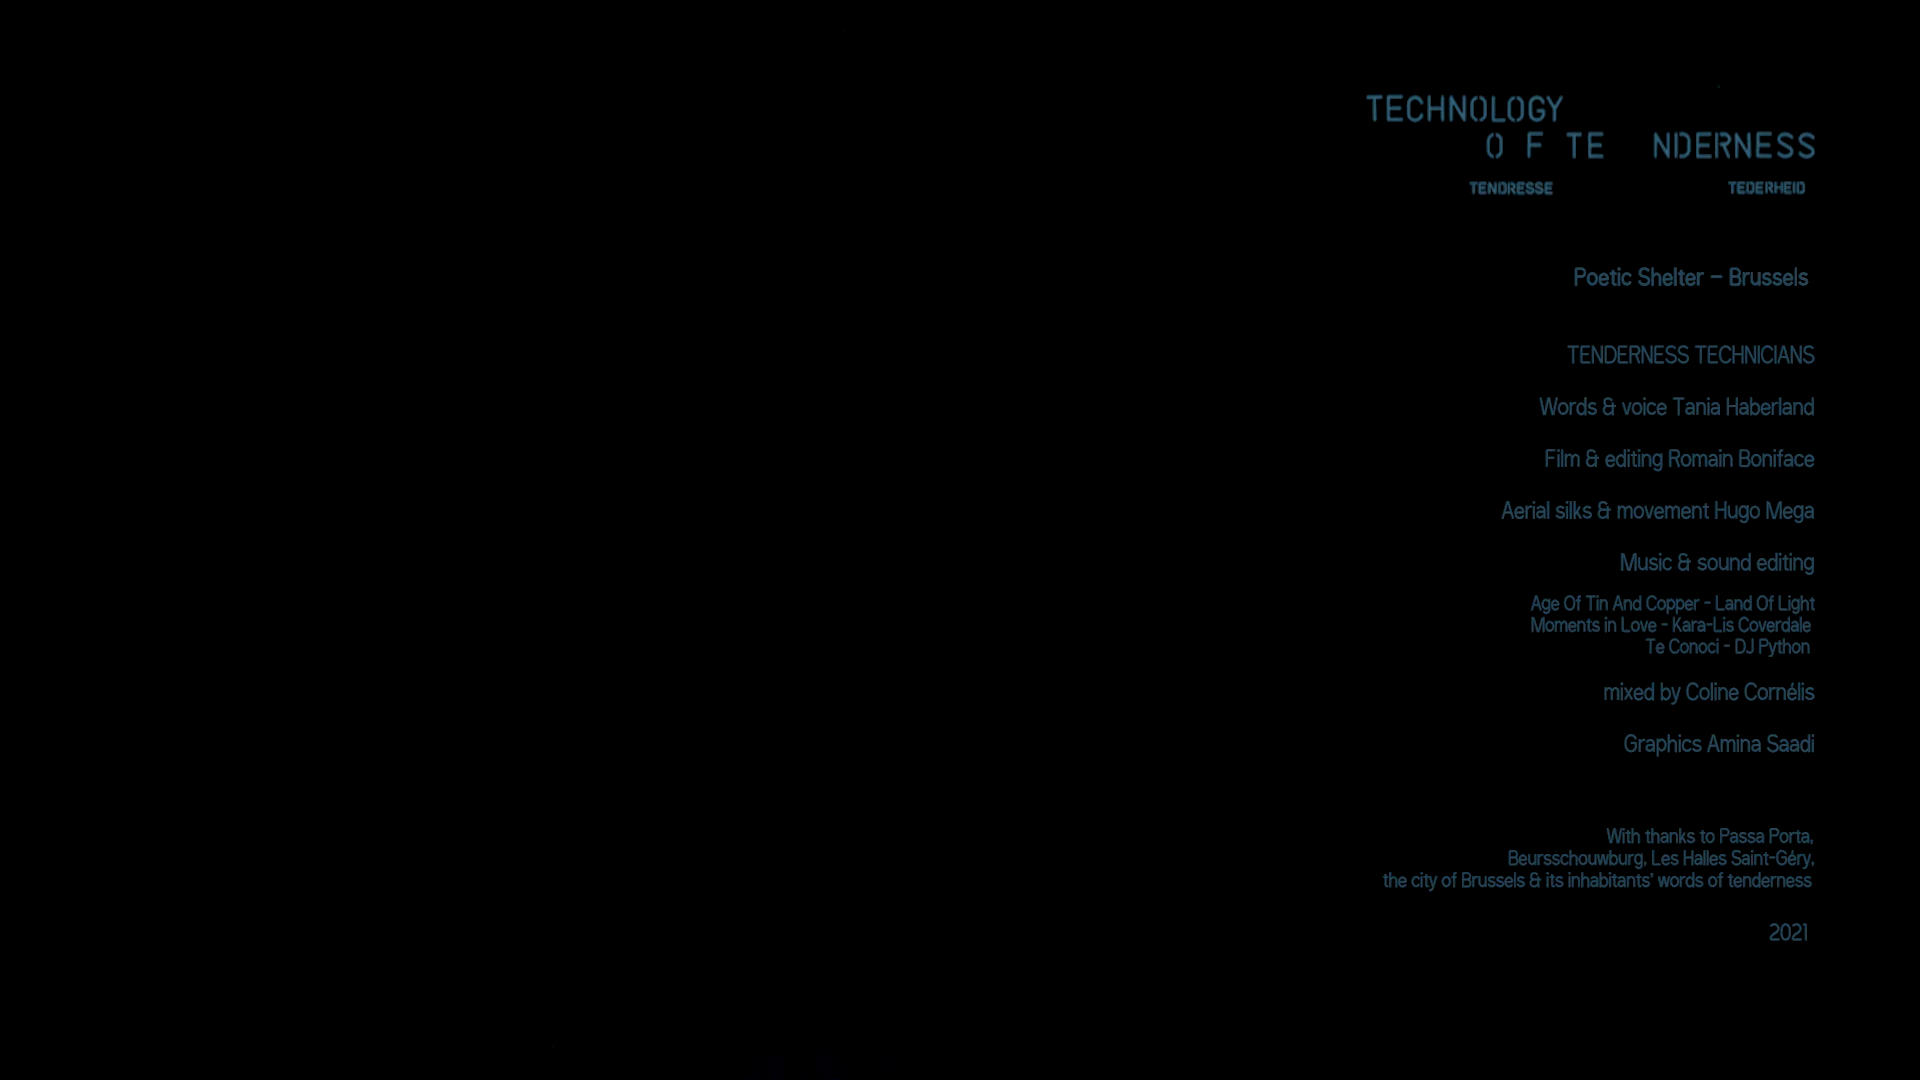 TECHNOLOGY
O F TE NDERNESS
TENDRESSE TEDERHEID
Poetic Shelter – Brussels
TENDERNESS TECHNICIANS
Words & voice Tania Haberland
Film & editing Romain Boniface
Aerial silks & movement Hugo Mega
Music & sound editing
Age Of Tin And Copper - Land Of Light
Moments in Love - Kara-Lis Coverdale
Te Conoci - DJ Python
mixed by Coline Cornélis
Graphics Amina Saadi
With thanks to Passa Porta,
Beursschouwburg, Les Halles Saint-Géry,
the city of Brussels & its inhabitants' words of tenderness
2021